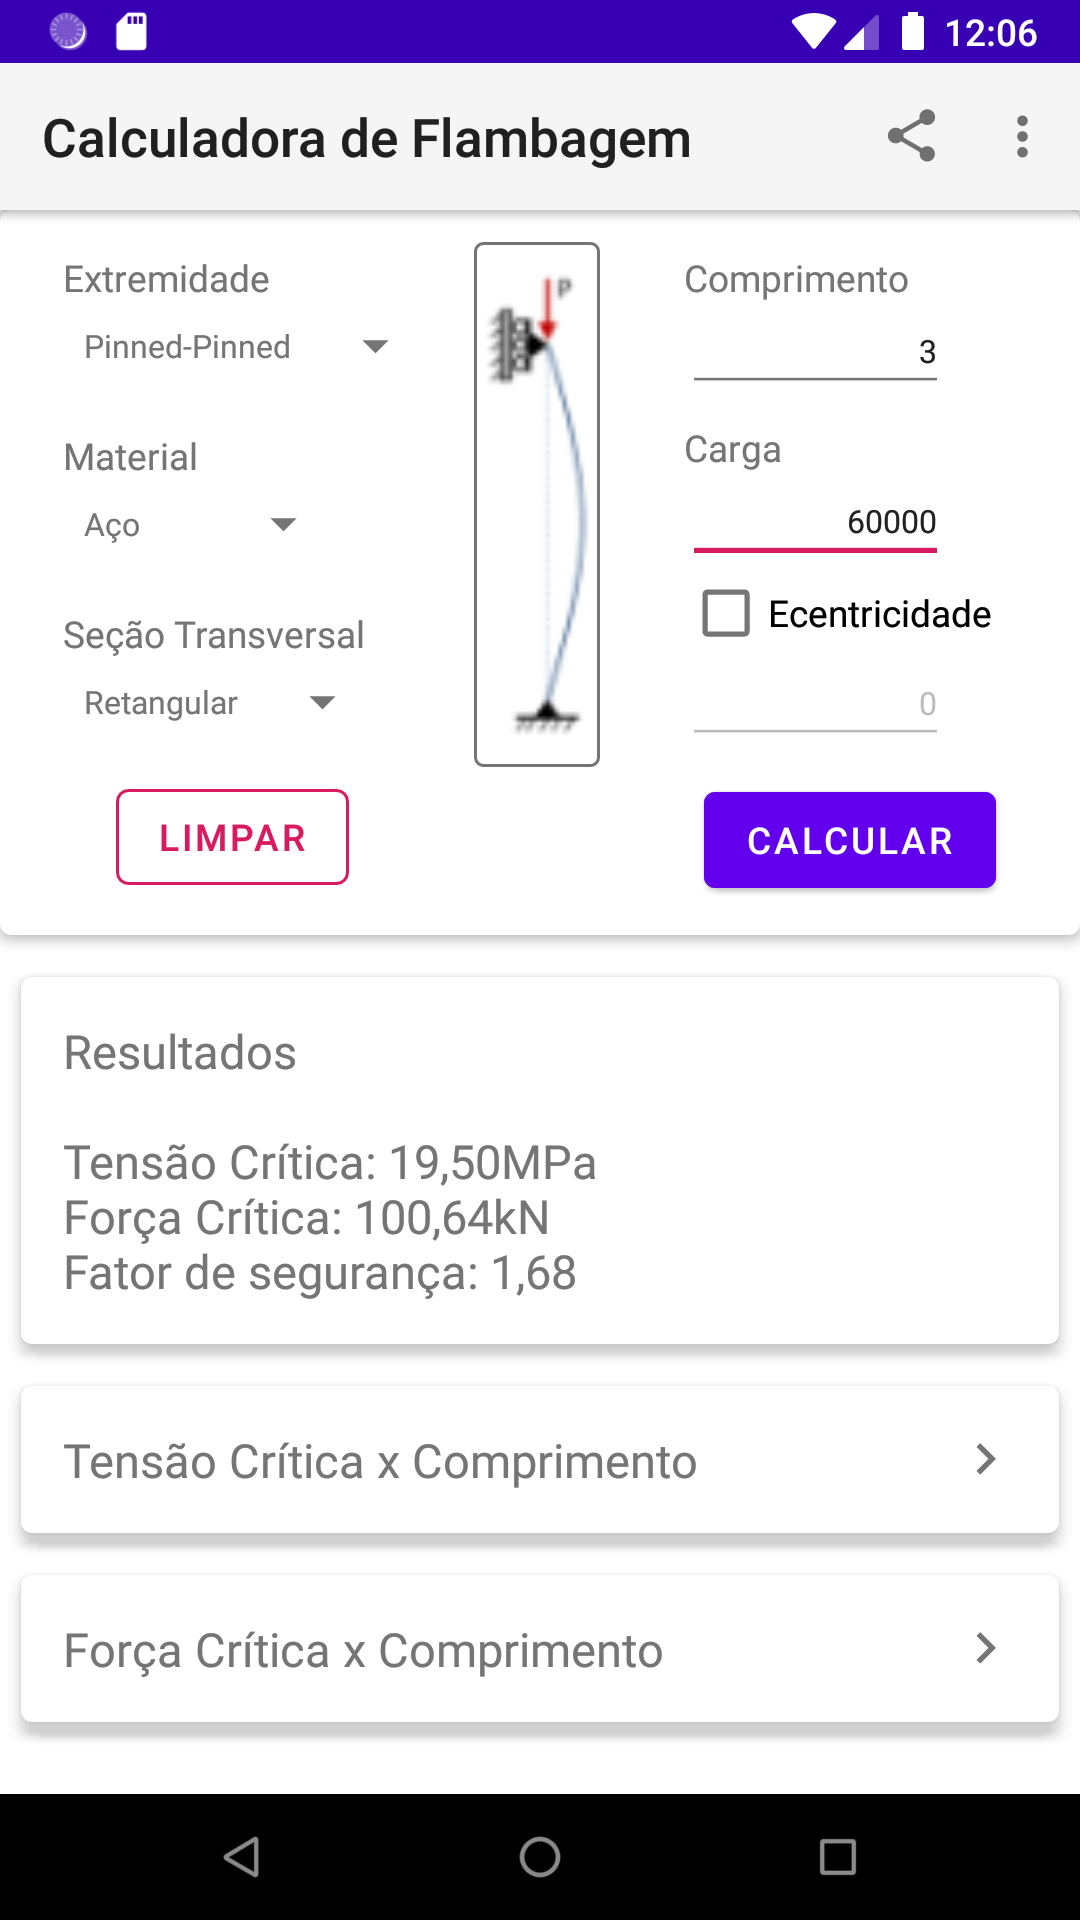 12:06
Calculadora de Flambagem
Extremidade
Pinned-Pinned
Material
Aço
Seção Transversal
Retangular
P
Comprimento
3
Carga
60000
Ecentricidade
0
LIMPAR
CALCULAR
Resultados
Tensão Crítica: 19,50MPa
Força Crítica: 100,64kN
Fator de segurança: 1,68
Tensão Crítica x Comprimento
Força Crítica x Comprimento